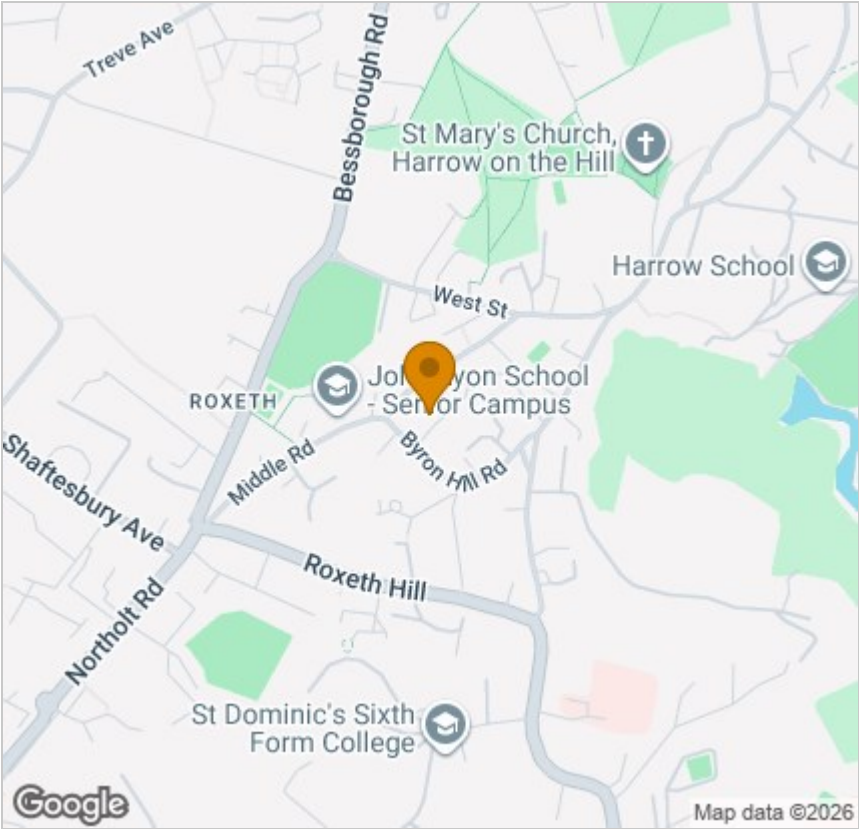 Treve Ave
Bessborough Rd
St Mary's Church,
Harrow on the Hill
Harrow School
West St
School
- Senior Campus
ROXETH
Middle Rd
Byron Hill Rd
Shaftesbury Ave
Roxeth Hill
Northolt Rd
St Dominic's Sixth
Form College
Google
Map data ©2026